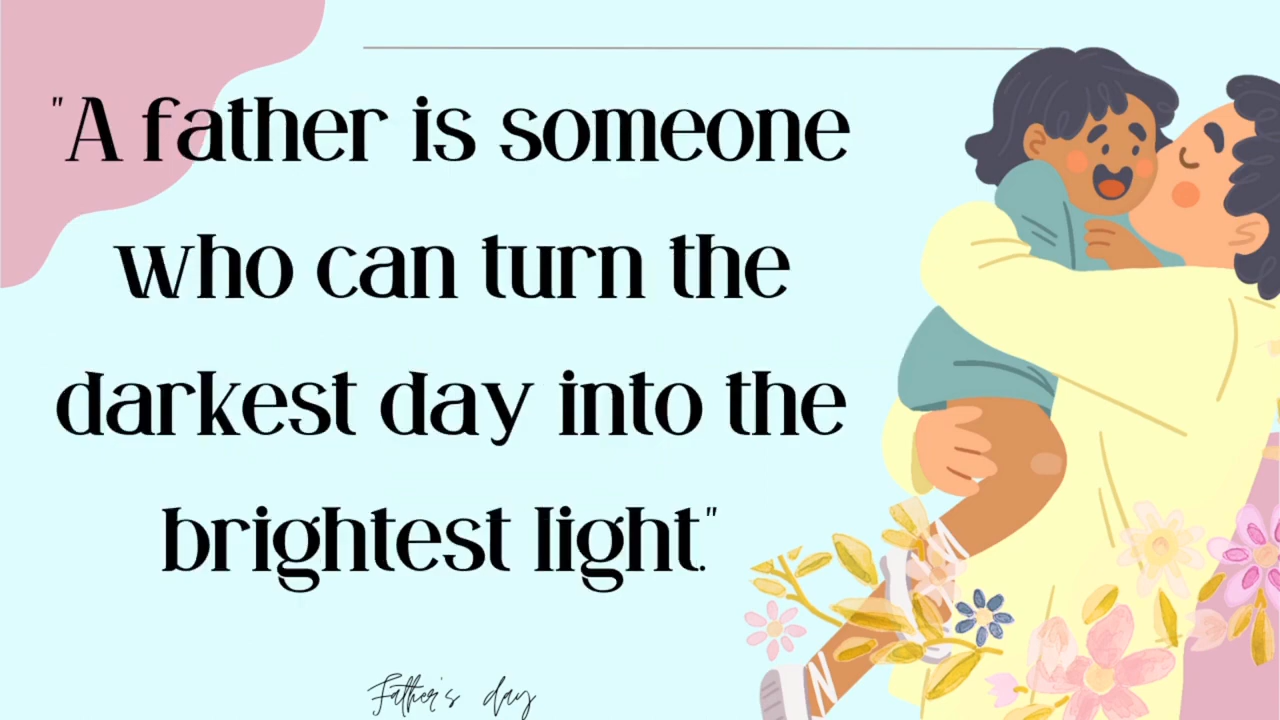 "A father is someone
who can turn the
darkest day into the
brightest light."
Father's day